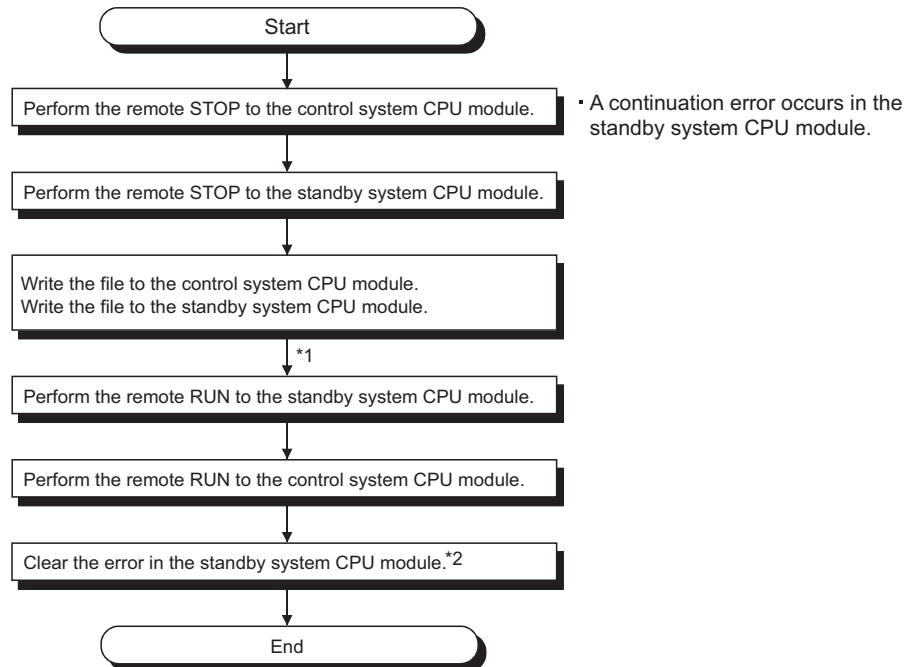 Start
Perform the remote STOP to the control system CPU module.
▪ A continuation error occurs in the
standby system CPU module.
Perform the remote STOP to the standby system CPU module.
Write the file to the control system CPU module.
Write the file to the standby system CPU module.
*1
Perform the remote RUN to the standby system CPU module.
Perform the remote RUN to the control system CPU module.
Clear the error in the standby system CPU module.*2
End